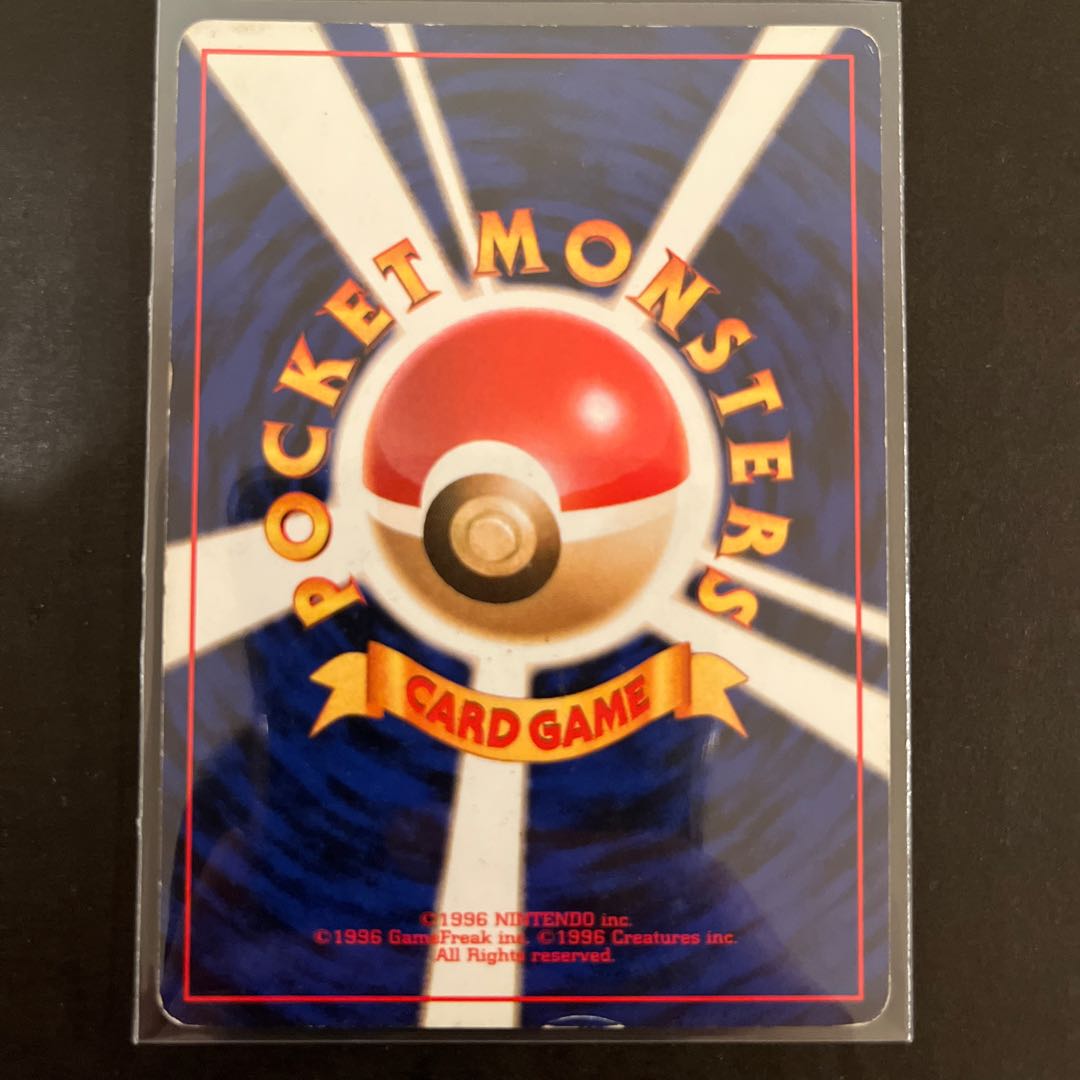 POCKET MONSTERS
CARD GAME
©1996 NINTENDO inc.
©1996 GameFreak inc. ©1996 Creatures inc.
All Rights reserved.